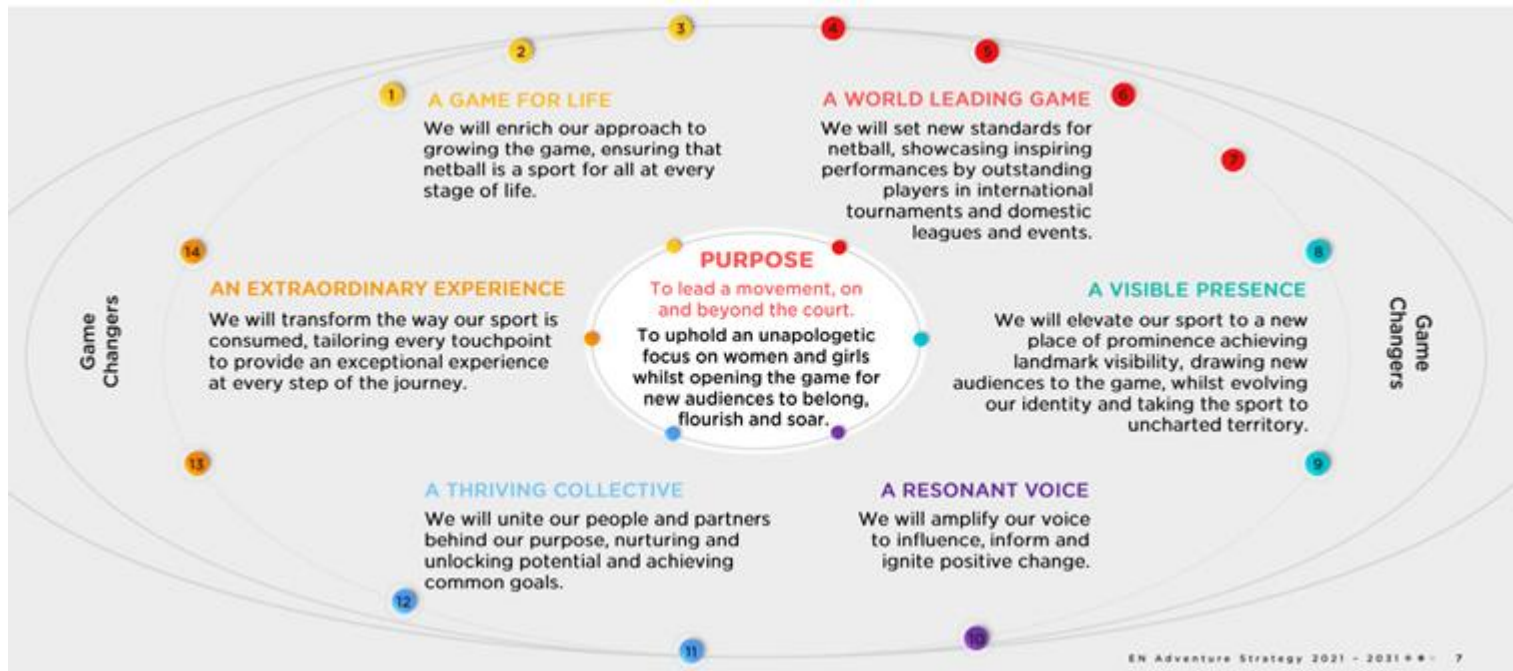 1
2
3
4
5
6
7
8
9
10
11
12
13
14
A GAME FOR LIFE
We will enrich our approach to
growing the game, ensuring that
netball is a sport for all at every
stage of life.
A WORLD LEADING GAME
We will set new standards for
netball, showcasing inspiring
performances by outstanding
players in international
tournaments and domestic
leagues and events.
Game
Changers
AN EXTRAORDINARY EXPERIENCE
We will transform the way our sport is
consumed, tailoring every touchpoint
to provide an exceptional experience
at every step of the journey.
PURPOSE
To lead a movement, on
and beyond the court.
To uphold an unapologetic
focus on women and girls
whilst opening the game for
new audiences to belong,
flourish and soar.
A VISIBLE PRESENCE
We will elevate our sport to a new
place of prominence achieving
landmark visibility, drawing new
audiences to the game, whilst evolving
our identity and taking the sport to
uncharted territory.
Game
Changers
A THRIVING COLLECTIVE
We will unite our people and partners
behind our purpose, nurturing and
unlocking potential and achieving
common goals.
A RESONANT VOICE
We will amplify our voice
to influence, inform and
ignite positive change.
EN Adventure Strategy 2021 - 2031 7